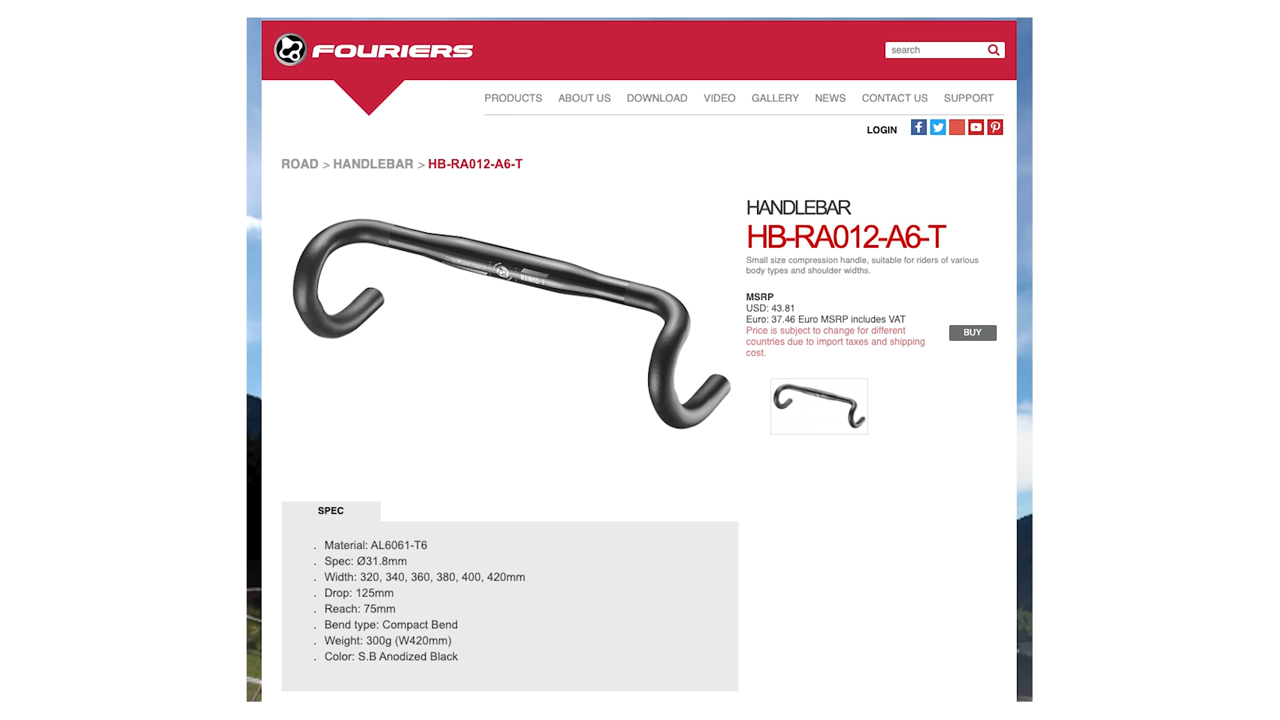 FOURIERS
search
PRODUCTS ABOUT US DOWNLOAD VIDEO GALLERY NEWS CONTACT US SUPPORT
LOGIN
ROAD > HANDLEBAR > HB-RA012-A6-T
HANDLEBAR
HB-RA012-A6-T
Small size compression handle, suitable for riders of various
body types and shoulder widths.
MSRP
USD: 43.81
Euro: 37.46 Euro MSRP includes VAT
Price is subject to change for different
countries due to import taxes and shipping
cost.
BUY
SPEC
. Material: AL6061-T6
. Spec: Ø31.8mm
. Width: 320, 340, 360, 380, 400, 420mm
. Drop: 125mm
. Reach: 75mm
. Bend type: Compact Bend
. Weight: 300g (W420mm)
. Color: S.B Anodized Black